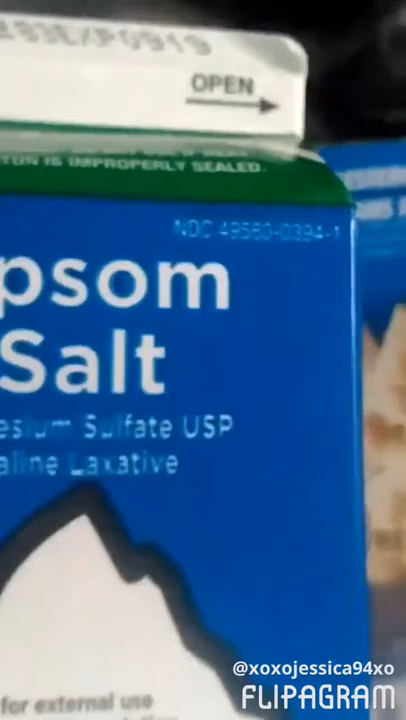 EXP0919
OPEN
IS IMPROPERLY SEALED.
NDC 49580-0394-1
psom
Salt
esium Sulfate USP
aline Laxative
for external use
@xoxojessica94xo
FLIPAGRAM